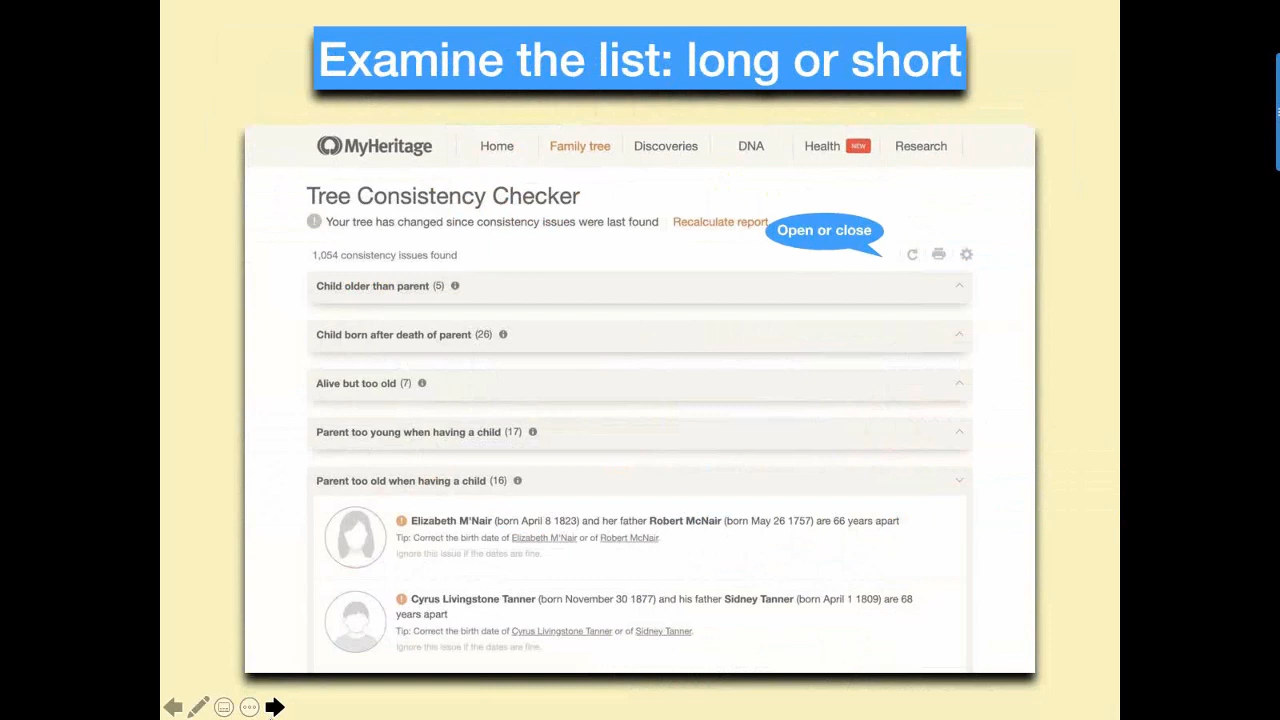 Examine the list: long or short
MyHeritage Home Family tree Discoveries DNA Health NEW Research
Tree Consistency Checker
Your tree has changed since consistency issues were last found Recalculate report
Open or close
1,054 consistency issues found
Child older than parent (5)
Child born after death of parent (26)
Alive but too old (7)
Parent too young when having a child (17)
Parent too old when having a child (16)
Elizabeth M'Nair (born April 8 1823) and her father Robert McNair (born May 26 1757) are 66 years apart
Tip: Correct the birth date of Elizabeth M'Nair or of Robert McNair.
Ignore this issue if the dates are fine.
Cyrus Livingstone Tanner (born November 30 1877) and his father Sidney Tanner (born April 1 1809) are 68
years apart
Tip: Correct the birth date of Cyrus Livingstone Tanner or of Sidney Tanner.
Ignore this issue if the dates are fine.